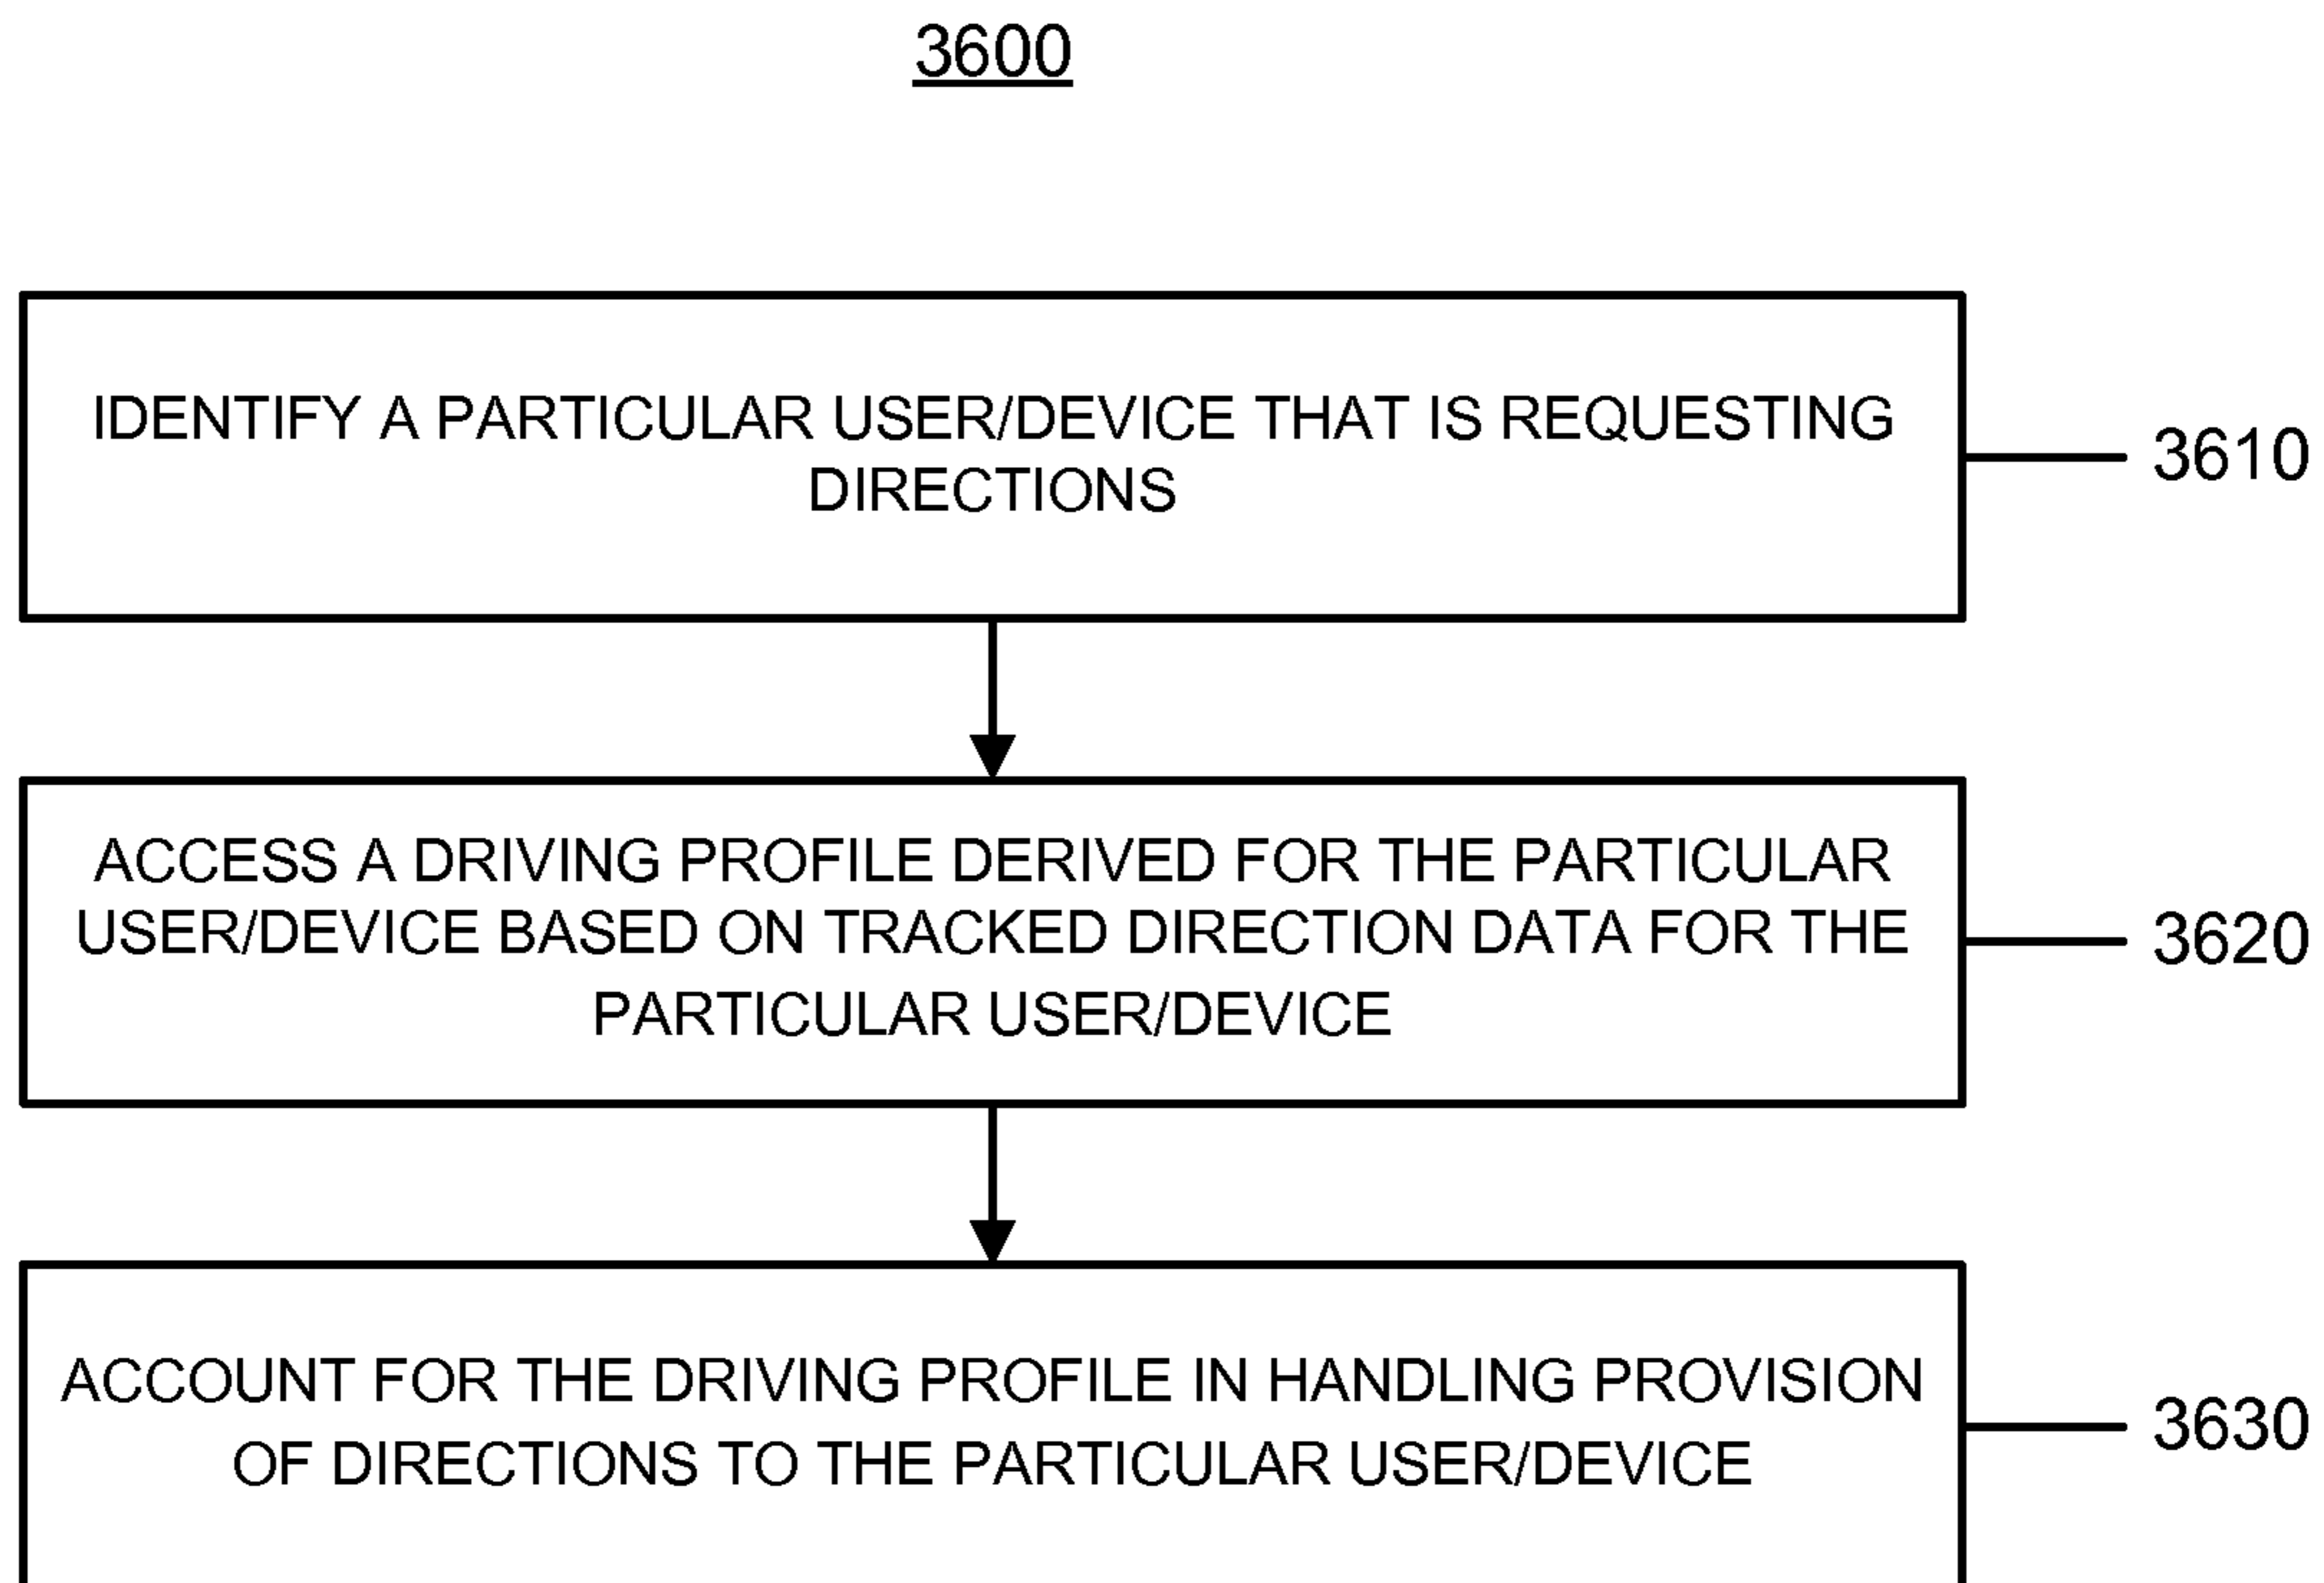 3600
IDENTIFY A PARTICULAR USER/DEVICE THAT IS REQUESTING
DIRECTIONS
3610
ACCESS A DRIVING PROFILE DERIVED FOR THE PARTICULAR
USER/DEVICE BASED ON TRACKED DIRECTION DATA FOR THE
PARTICULAR USER/DEVICE
3620
ACCOUNT FOR THE DRIVING PROFILE IN HANDLING PROVISION
OF DIRECTIONS TO THE PARTICULAR USER/DEVICE
3630